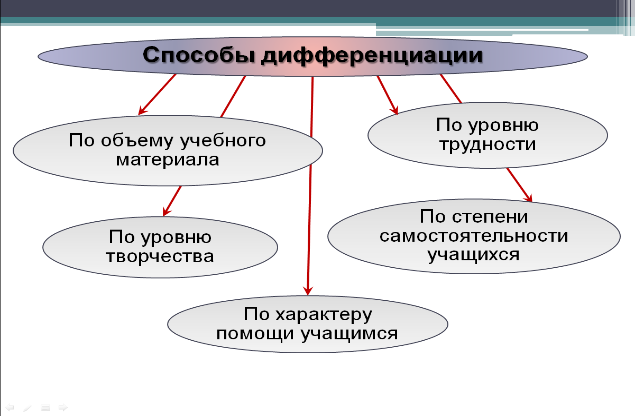 Способы дифференциации
По объему учебного
материала
По уровню
трудности
По уровню
творчества
По степени
самостоятельности
учащихся
По характеру
помощи учащимся